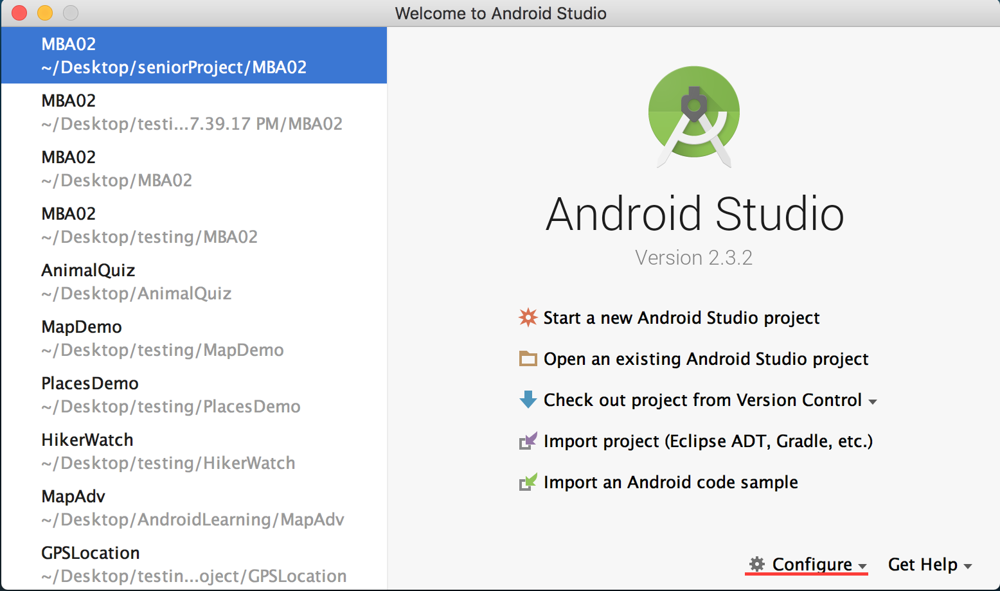 Welcome to Android Studio
MBA02
~/Desktop/seniorProject/MBA02
MBA02
~/Desktop/testi...7.39.17 PM/MBA02
MBA02
~/Desktop/MBA02
MBA02
~/Desktop/testing/MBA02
AnimalQuiz
~/Desktop/AnimalQuiz
MapDemo
~/Desktop/testing/MapDemo
PlacesDemo
~/Desktop/testing/PlacesDemo
HikerWatch
~/Desktop/testing/HikerWatch
MapAdv
~/Desktop/AndroidLearning/MapAdv
GPSLocation
~/Desktop/testin...oject/GPSLocation
Android Studio
Version 2.3.2
Start a new Android Studio project
Open an existing Android Studio project
Check out project from Version Control
Import project (Eclipse ADT, Gradle, etc.)
Import an Android code sample
Configure
Get Help